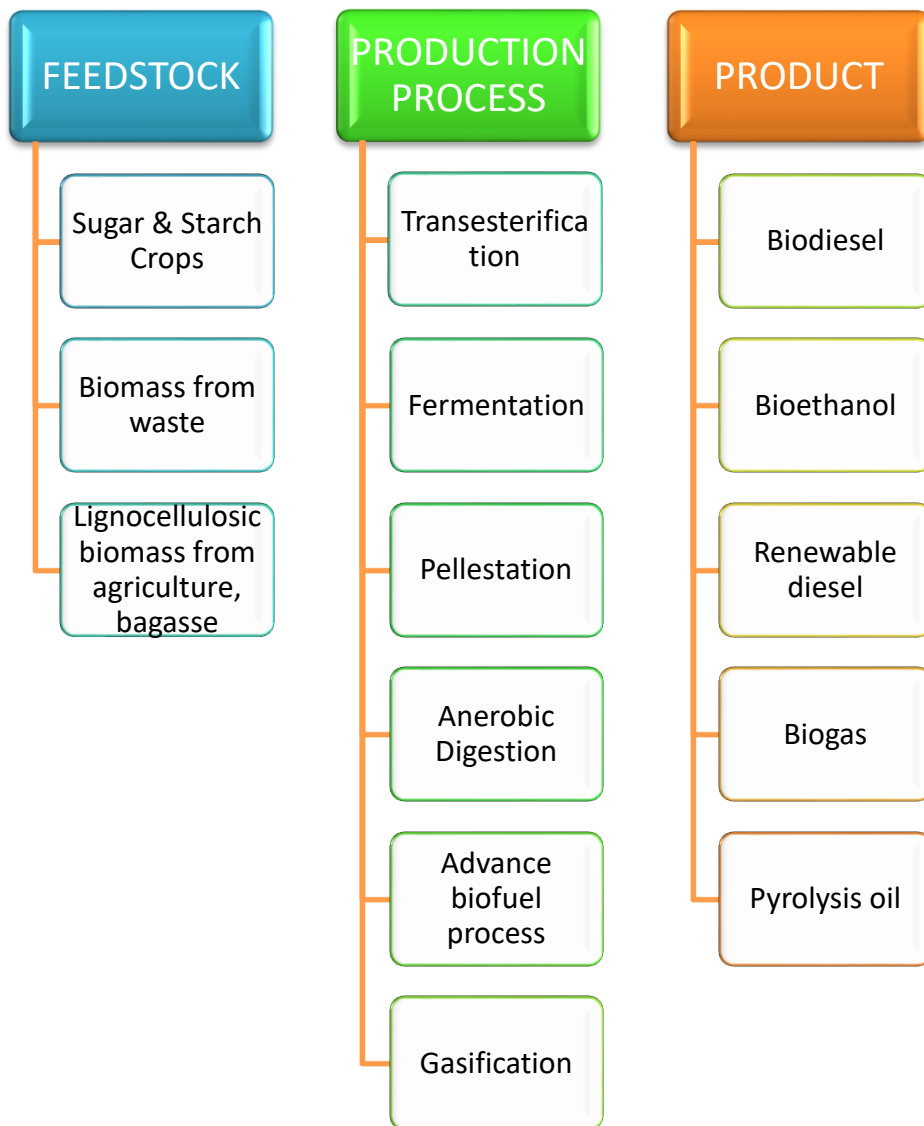 FEEDSTOCK
Sugar & Starch
Crops
Biomass from
waste
Lignocellulosic
biomass from
agriculture,
bagasse
PRODUCTION
PROCESS
Transesterifica
tion
Fermentation
Pellestation
Anerobic
Digestion
Advance
biofuel
process
Gasification
PRODUCT
Biodiesel
Bioethanol
Renewable
diesel
Biogas
Pyrolysis oil